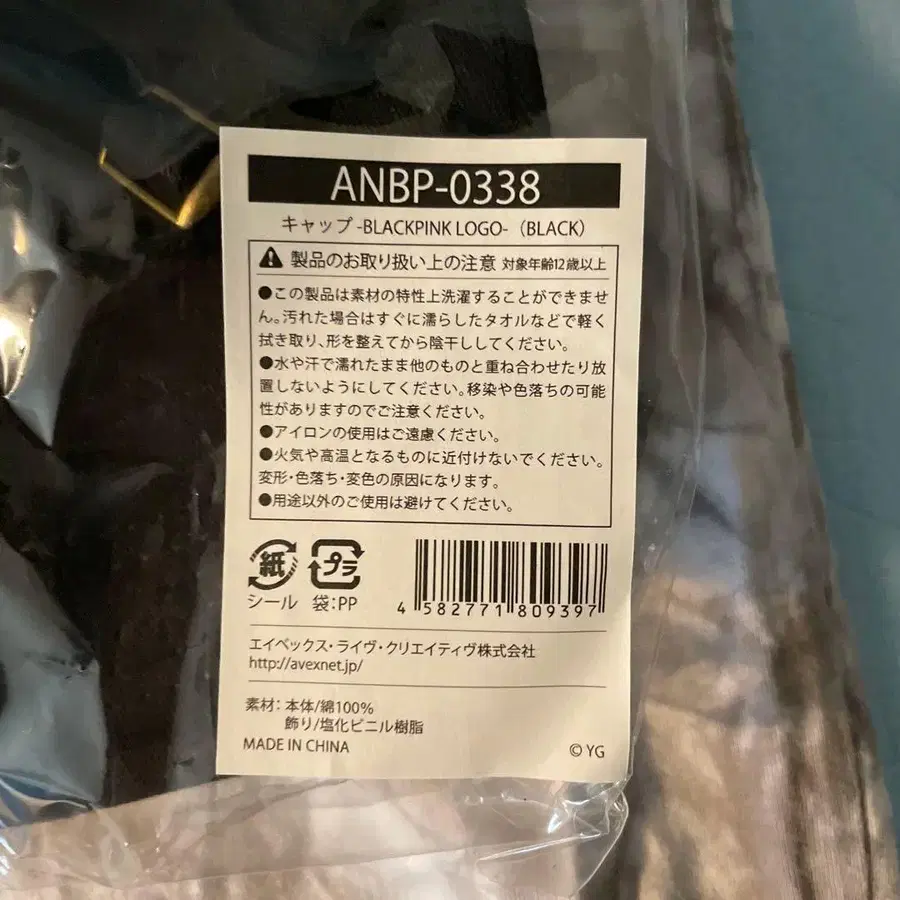 ANBP-0338
キャップ -BLACKPINK LOGO-（BLACK）
製品のお取り扱い上の注意 対象年齢12歳以上
●この製品は素材の特性上洗濯することができませ
ん。汚れた場合はすぐに濡らしたタオルなどで軽く
拭き取り、形を整えてから陰干ししてください。
●水や汗で濡れたまま他のものと重ね合わせたり放
置しないようにしてください。移染や色落ちの可能
性がありますのでご注意ください。
●アイロンの使用はご遠慮ください。
●火気や高温となるものに近付けないでください。
変形・色落ち・変色の原因になります。
●用途以外のご使用は避けてください。
紙 プラ
シール 袋：PP
4 582771 809397
エイベックス・ライヴ・クリエイティヴ株式会社
http://avexnet.jp/
素材：本体/綿100%
飾り/塩化ビニル樹脂
MADE IN CHINA ©YG